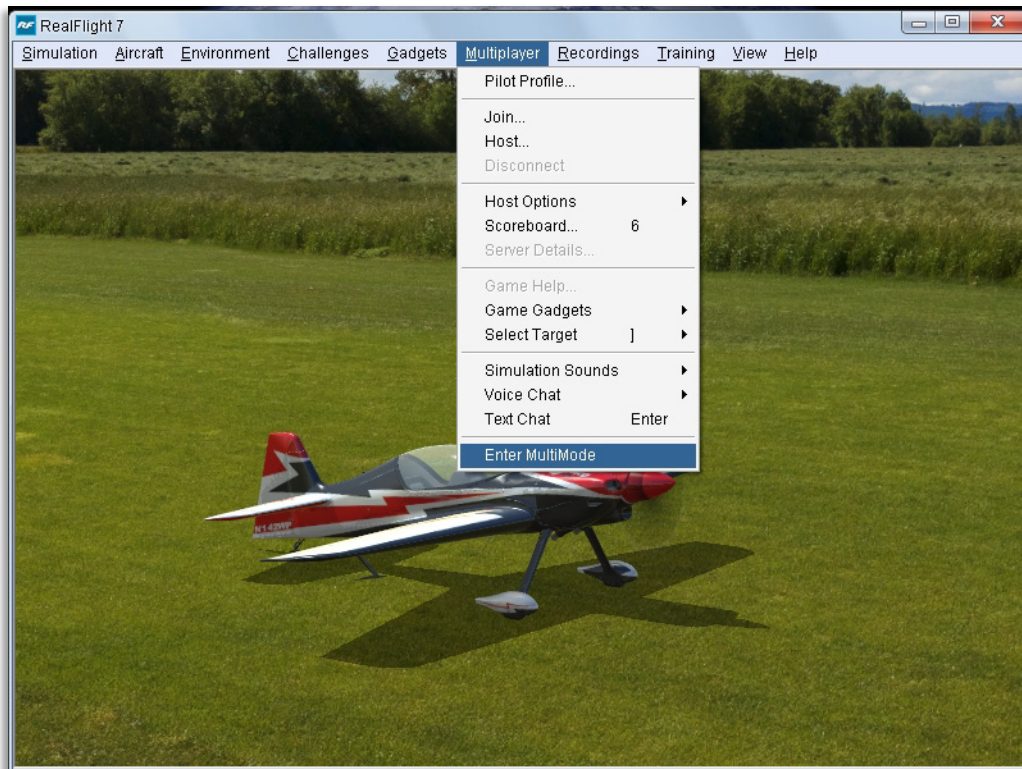 RF RealFlight 7
Simulation Aircraft Environment Challenges Gadgets Multiplayer Recordings Training View Help
Pilot Profile...
Join...
Host...
Disconnect
Host Options
Scoreboard... 6
Server Details...
Game Help...
Game Gadgets
Select Target ]
Simulation Sounds
Voice Chat
Text Chat Enter
Enter MultiMode
N142WP